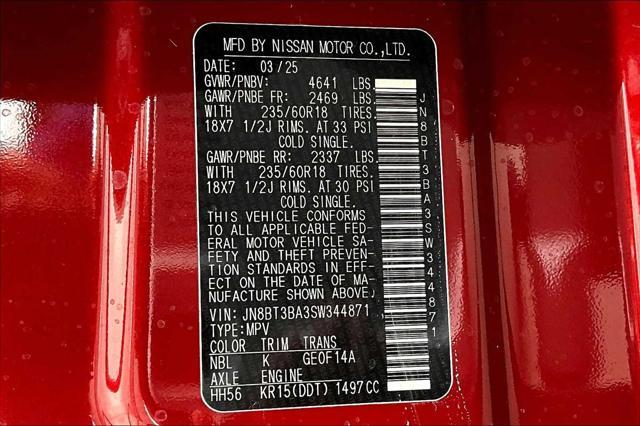 MFD BY NISSAN MOTOR CO.,LTD.
DATE: 03/25
GVWR/PNBV: 4641 LBS.
GAWR/PNBE FR: 2469 LBS.
WITH 235/60R18 TIRES.
18X7 1/2J RIMS. AT 33 PSI
COLD SINGLE.
GAWR/PNBE RR: 2337 LBS.
WITH 235/60R18 TIRES.
18X7 1/2J RIMS. AT 30 PSI
COLD SINGLE.
THIS VEHICLE CONFORMS
TO ALL APPLICABLE FED-
ERAL MOTOR VEHICLE SA-
FETY AND THEFT PREVEN-
TION STANDARDS IN EFF-
ECT ON THE DATE OF MA-
NUFACTURE SHOWN ABOVE.
VIN: JN8BT3BA3SW344871
TYPE:MPV
COLOR TRIM TRANS
NBL K GE0F14A
AXLE ENGINE
HH56 KR15(DDT) 1497CC
JN8BT3BA3SW344871